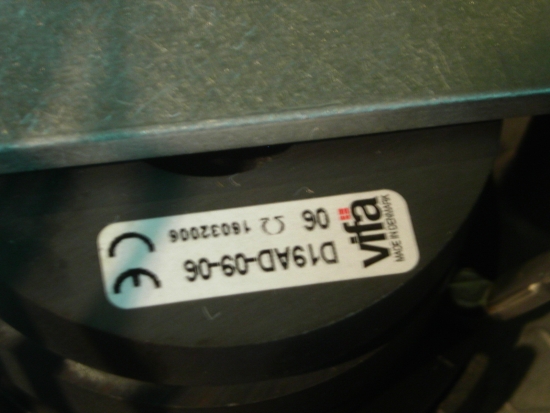 vifa
MADE IN DENMARK
D19AD-09-06
06 Ω 16032006
CE